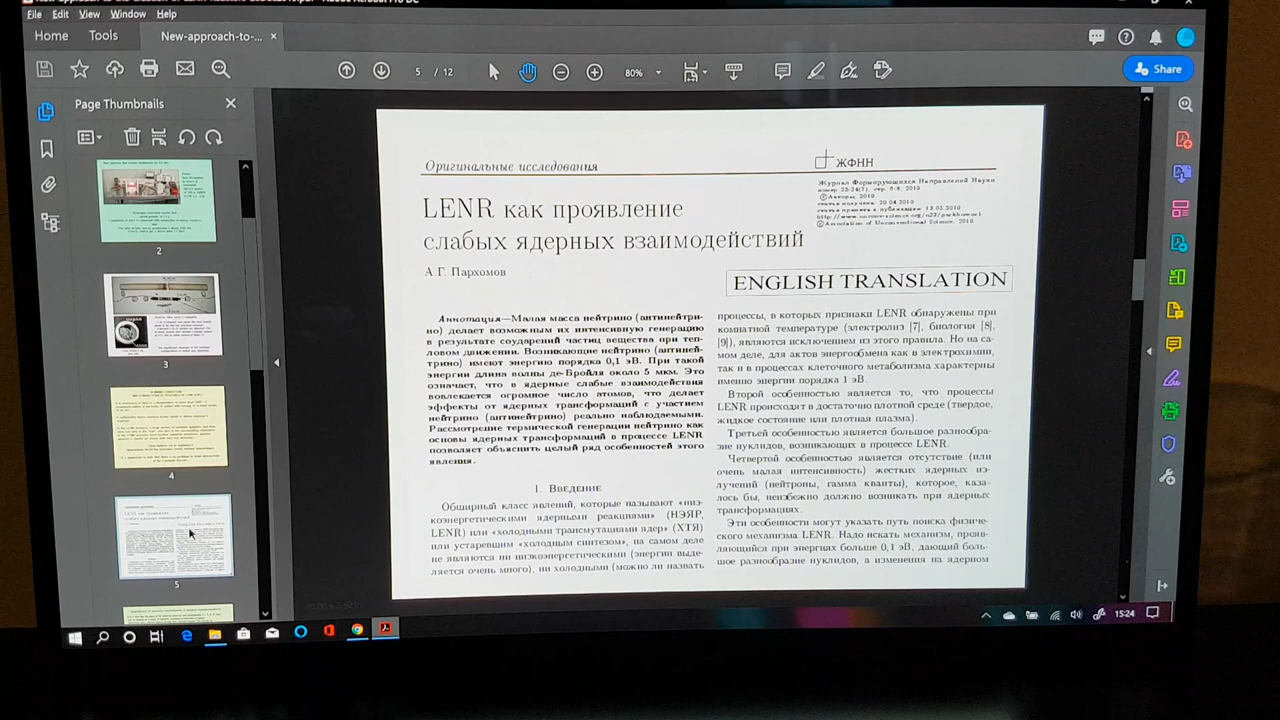 File Edit View Window Help
Home Tools New-approach-to-... ×
5 / 12 80%
Share
Page Thumbnails ×
2
3
4
5
Оригинальные исследования
ЖФНН
Журнал Формирующихся Направлений Науки
LENR как проявление
слабых ядерных взаимодействий
А.Г. Пархомов
ENGLISH TRANSLATION
Аннотация—Малая масса нейтрино (антинейтри-
но) делает возможным их интенсивную генерацию
в результате соударений частиц вещества при теп-
ловом движении. Возникающие нейтрино (антиней-
трино) имеют энергию порядка 0,1 эВ. При такой
энергии длина волны де-Бройля около 5 мкм. Это
означает, что в ядерные слабые взаимодействия
вовлекается огромное число атомов, что делает
эффекты от ядерных трансформаций с участием
нейтрино (антинейтрино) реально наблюдаемыми.
Рассмотрение термической генерации нейтрино как
основы ядерных трансформаций в процессе LENR
позволяет объяснить целый ряд особенностей этого
явления.
I. Введение
Обширный класс явлений, которые называют «низ-
коэнергетическими ядерными реакциями» (НЭЯР,
LENR) или «холодными трансмутациями ядер» (ХТЯ)
или устаревшим «холодным синтезом», на самом деле
не являются ни низкоэнергетическими (энергии выде-
ляется очень много), ни холодными (можно ли назвать
процессы, в которых признаки LENR обнаружены при
комнатной температуре (электролиз [7], биология [8],
[9]), являются исключением из этого правила. Но на са-
мом деле, для актов энергообмена как в электрохимии,
так и в процессах клеточного метаболизма характерны
именно энергии порядка 1 эВ.
Второй особенностью является то, что процессы
LENR происходит в достаточно плотной среде (твердое,
жидкое состояние или плотная плазма).
Третьей особенностью является большое разнообра-
зие нуклидов, возникающих в процессе LENR.
Четвертой особенностью является отсутствие (или
очень малая интенсивность) жестких ядерных из-
лучений (нейтроны, гамма кванты), которое, каза-
лось бы, неизбежно должно возникать при ядерных
трансформациях.
Эти особенности могут указать путь поиска физиче-
ского механизма LENR. Надо искать механизм, прояв-
ляющийся при энергиях больше 0,1 эВ, дающий боль-
шое разнообразие нуклидов, а изменения на ядерном
15:24